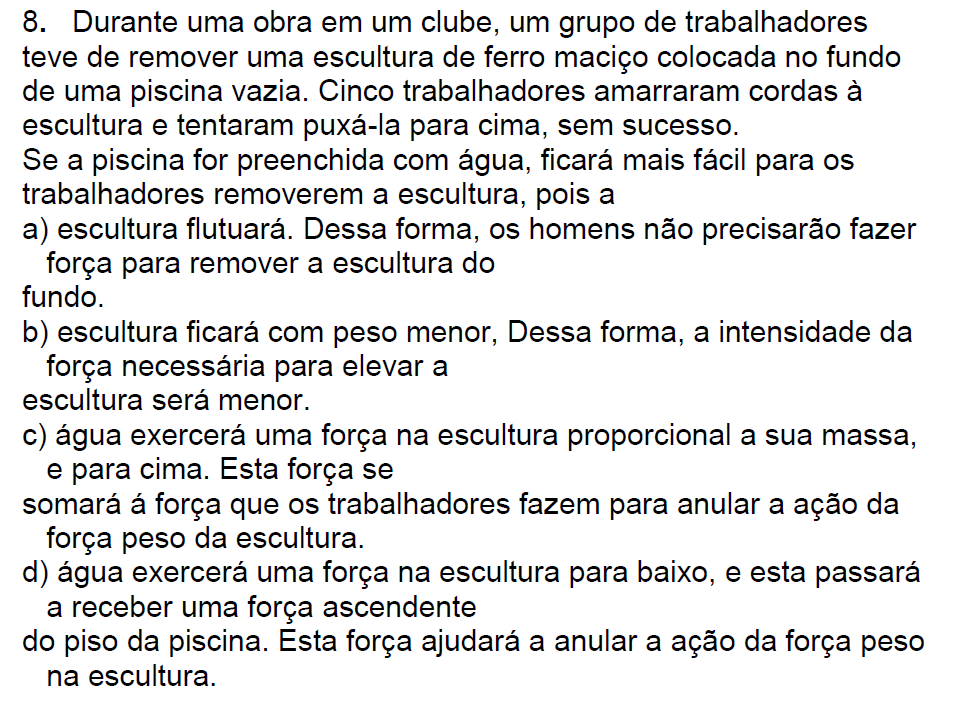 8. Durante uma obra em um clube, um grupo de trabalhadores
teve de remover uma escultura de ferro maciço colocada no fundo
de uma piscina vazia. Cinco trabalhadores amarraram cordas à
escultura e tentaram puxá-la para cima, sem sucesso.
Se a piscina for preenchida com água, ficará mais fácil para os
trabalhadores removerem a escultura, pois a
a) escultura flutuará. Dessa forma, os homens não precisarão fazer
força para remover a escultura do
fundo.
b) escultura ficará com peso menor, Dessa forma, a intensidade da
força necessária para elevar a
escultura será menor.
c) água exercerá uma força na escultura proporcional a sua massa,
e para cima. Esta força se
somará á força que os trabalhadores fazem para anular a ação da
força peso da escultura.
d) água exercerá uma força na escultura para baixo, e esta passará
a receber uma força ascendente
do piso da piscina. Esta força ajudará a anular a ação da força peso
na escultura.